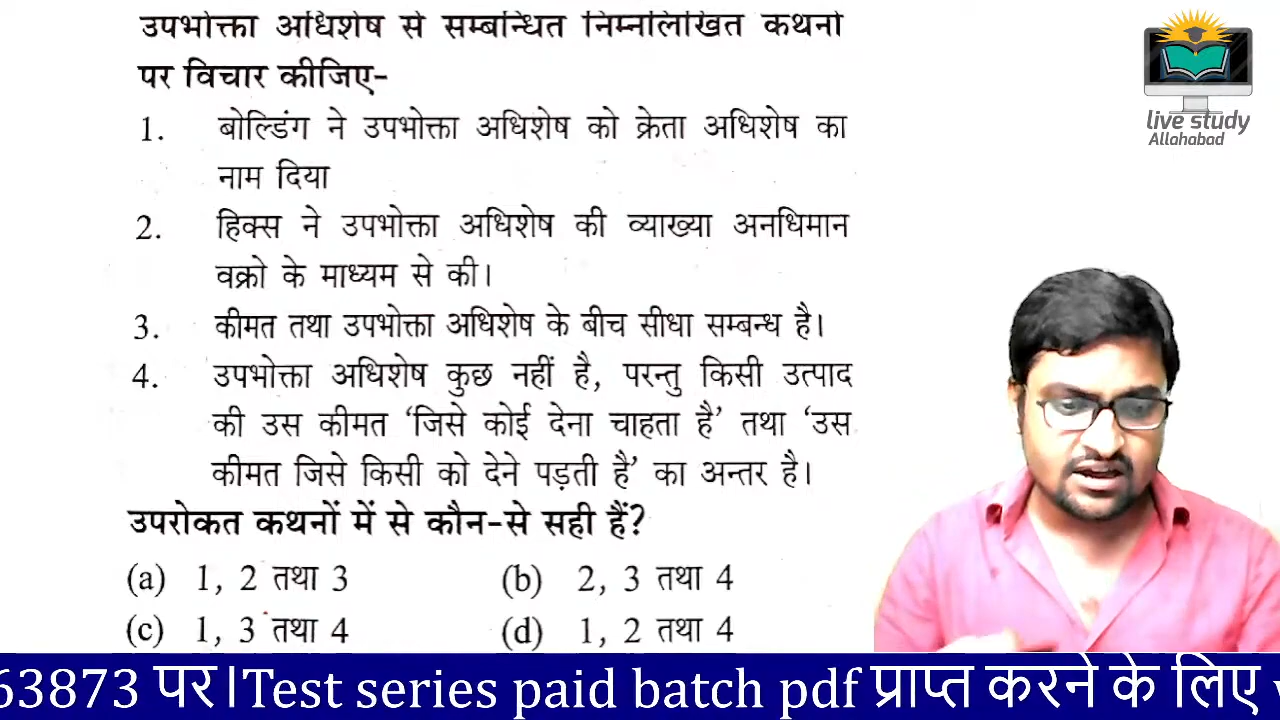 उपभोक्ता अधिशेष से सम्बन्धित निम्नलिखित कथनों
पर विचार कीजिए-
1. बोल्डिंग ने उपभोक्ता अधिशेष को क्रेता अधिशेष का
नाम दिया
2. हिक्स ने उपभोक्ता अधिशेष की व्याख्या अनधिमान
वक्रो के माध्यम से की।
3. कीमत तथा उपभोक्ता अधिशेष के बीच सीधा सम्बन्ध है।
4. उपभोक्ता अधिशेष कुछ नहीं है, परन्तु किसी उत्पाद
की उस कीमत ‘जिसे कोई देना चाहता है’ तथा ‘उस
कीमत जिसे किसी को देने पड़ती है’ का अन्तर है।
उपरोकत कथनों में से कौन-से सही हैं?
(a) 1, 2 तथा 3 (b) 2, 3 तथा 4
(c) 1, 3 तथा 4 (d) 1, 2 तथा 4
live study
Allahabad
63873 पर।Test series paid batch pdf प्राप्त करने के लिए